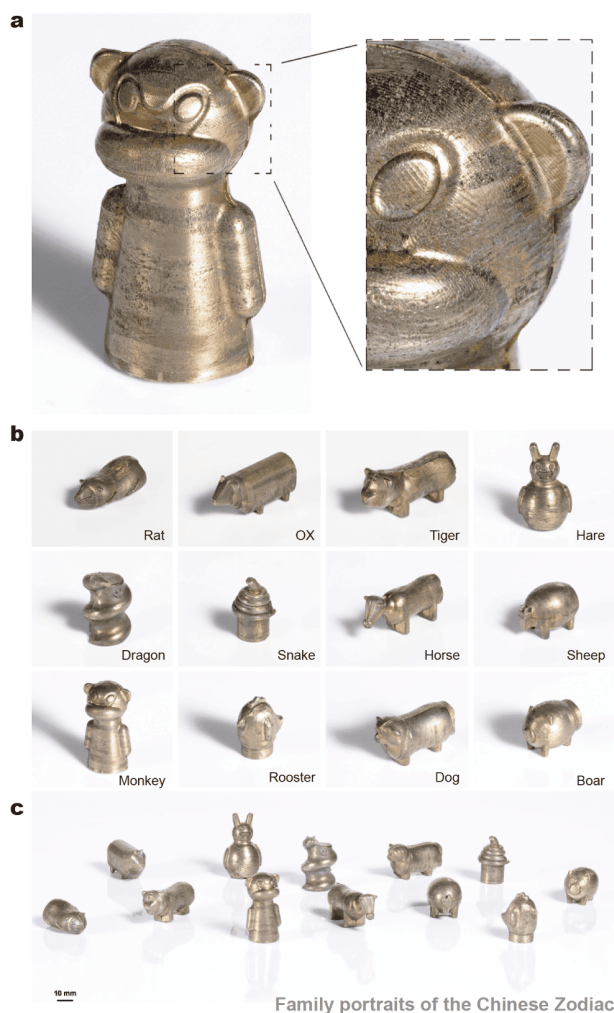 a
b
Rat
OX
Tiger
Hare
Dragon
Snake
Horse
Sheep
Monkey
Rooster
Dog
Boar
c
10 mm
Family portraits of the Chinese Zodiac